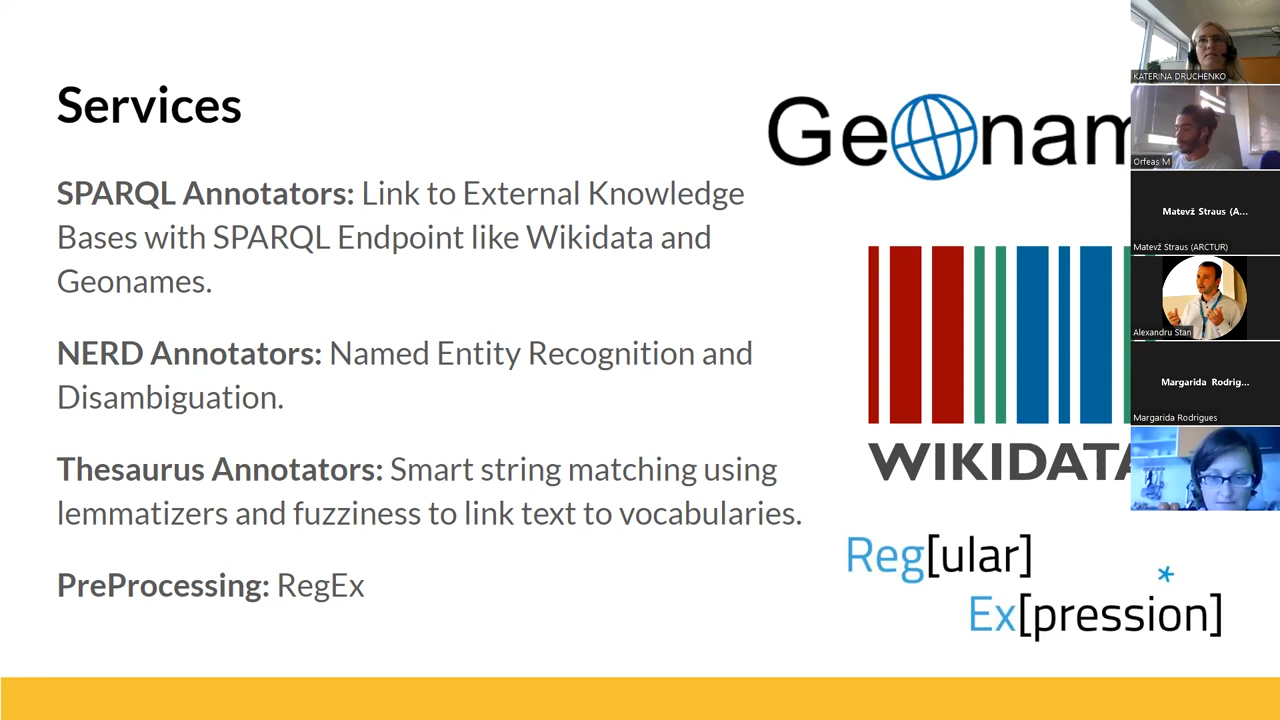 Services
SPARQL Annotators: Link to External Knowledge
Bases with SPARQL Endpoint like Wikidata and
Geonames.
NERD Annotators: Named Entity Recognition and
Disambiguation.
Thesaurus Annotators: Smart string matching using
lemmatizers and fuzziness to link text to vocabularies.
PreProcessing: RegEx
Geonam
WIKIDATA
Reg[ular]
Ex[pression]*
KATERINA DRUCHENKO
Orfeas M
Matevž Straus (A...
Matevž Straus (ARCTUR)
Alexandru Stan
Margarida Rodrig...
Margarida Rodrigues